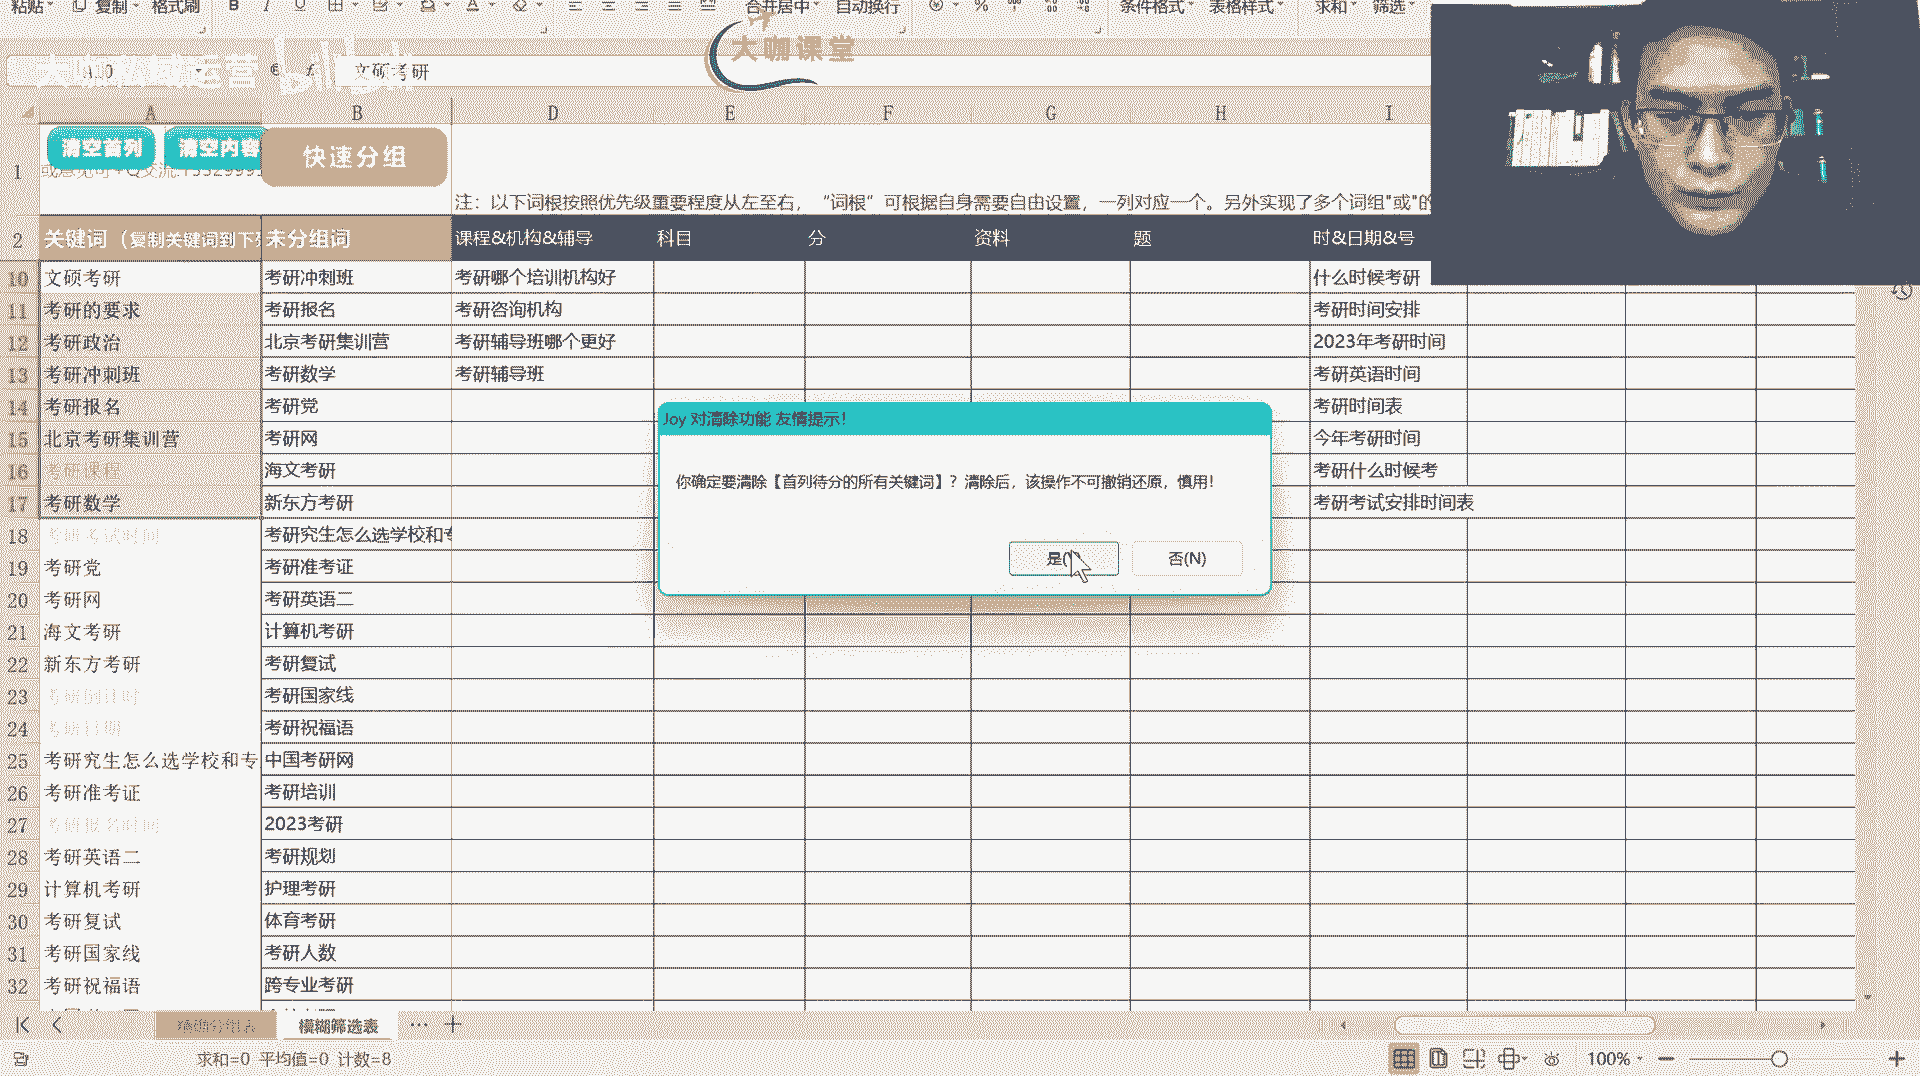 粘贴 复制 格式刷 B I U A 合并居中 自动换行 % 条件格式 表格样式 求和 筛选
大咖私域运营 bilibili
大咖课堂
文硕考研
A B D E F G H I
清空首列 清空内容 快速分组
1
注：以下词根按照优先级重要程度从左至右，“词根”可根据自身需要自由设置，一列对应一个。另外实现了多个词组"或"的
2 关键词（复制关键词到下列 未分组词 课程&机构&辅导 科目 分 资料 题 时&日期&号
10 文硕考研 考研冲刺班 考研哪个培训机构好 什么时候考研
11 考研的要求 考研报名 考研咨询机构 考研时间安排
12 考研政治 北京考研集训营 考研辅导班哪个更好 2023年考研时间
13 考研冲刺班 考研数学 考研辅导班 考研英语时间
14 考研报名 考研党 考研时间表
15 北京考研集训营 考研网 今年考研时间
16 考研课程 海文考研 考研什么时候考
17 考研数学 新东方考研 考研考试安排时间表
18 考研考试时间 考研究生怎么选学校和专
19 考研党 考研准考证
20 考研网 考研英语二
21 海文考研 计算机考研
22 新东方考研 考研复试
23 考研倒计时 考研国家线
24 考研日期 考研祝福语
25 考研究生怎么选学校和专 中国考研网
26 考研准考证 考研培训
27 考研报名时间 2023考研
28 考研英语二 考研规划
29 计算机考研 护理考研
30 考研复试 体育考研
31 考研国家线 考研人数
32 考研祝福语 跨专业考研
Joy 对清除功能 友情提示！
你确定要清除【首列待分的所有关键词】？清除后，该操作不可撤销还原，慎用！
是( 否(N)
精确分组表 模糊筛选表 ··· +
求和=0 平均值=0 计数=8 100%